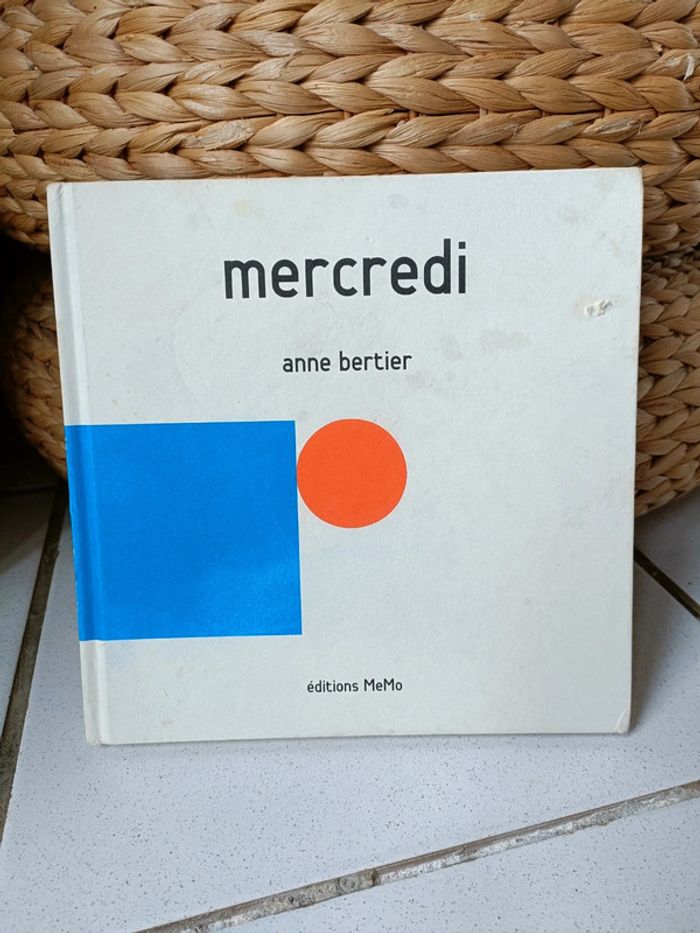 mercredi
anne bertier
éditions MeMo